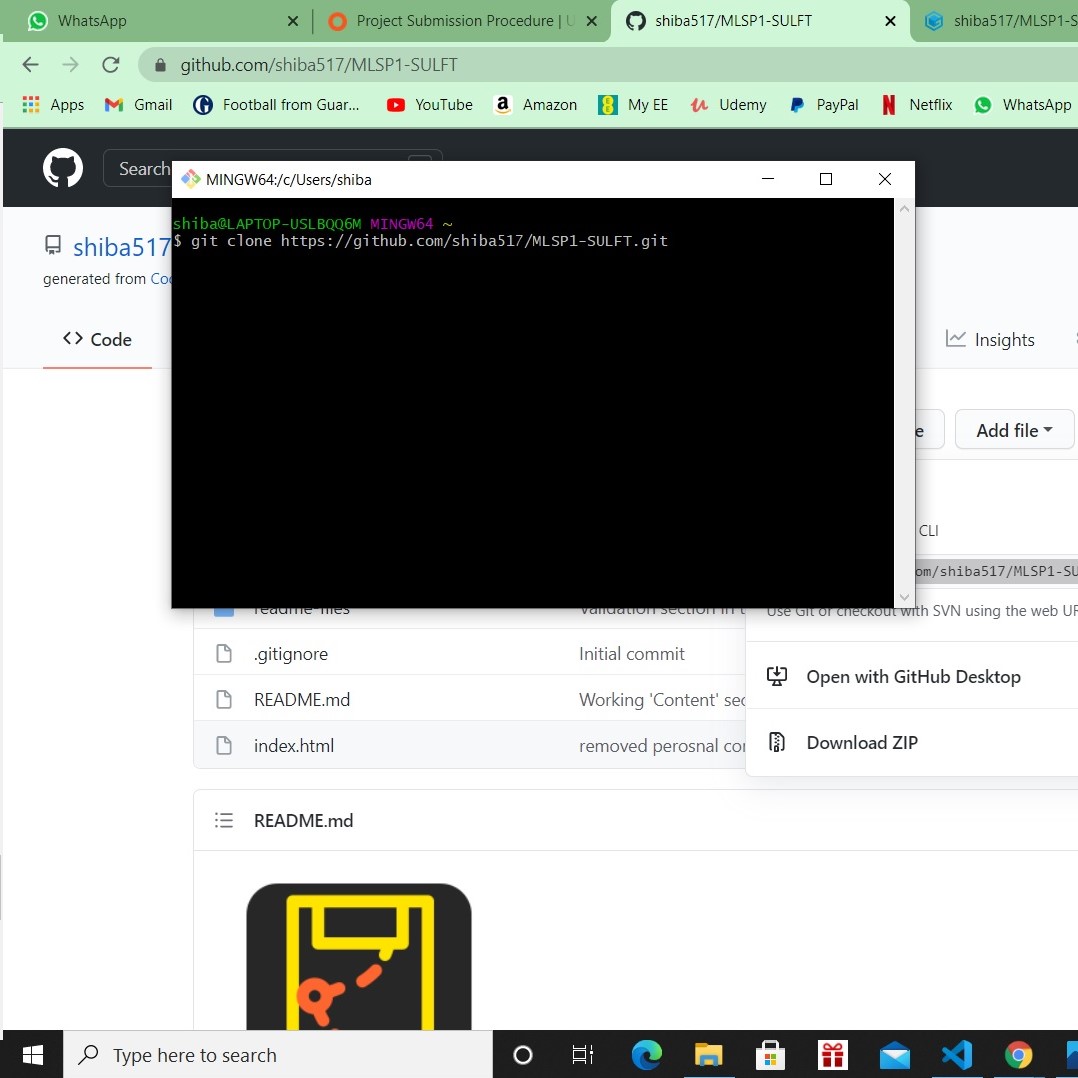 WhatsApp
Project Submission Procedure | U
shiba517/MLSP1-SULFT
shiba517/MLSP1-S
github.com/shiba517/MLSP1-SULFT
Apps
Gmail
Football from Guar...
YouTube
Amazon
My EE
Udemy
PayPal
Netflix
WhatsApp
Search
MINGW64:/c/Users/shiba
shiba@LAPTOP-USLBQQ6M MINGW64 ~
$ git clone https://github.com/shiba517/MLSP1-SULFT.git
shiba517
generated from Coo
Code
Insights
e
Add file
CLI
om/shiba517/MLSP1-SU
readme-files
Validation section in t
Use Git or checkout with SVN using the web UR
.gitignore
Initial commit
Open with GitHub Desktop
README.md
Working 'Content' sec
index.html
removed perosnal cor
Download ZIP
README.md
Type here to search